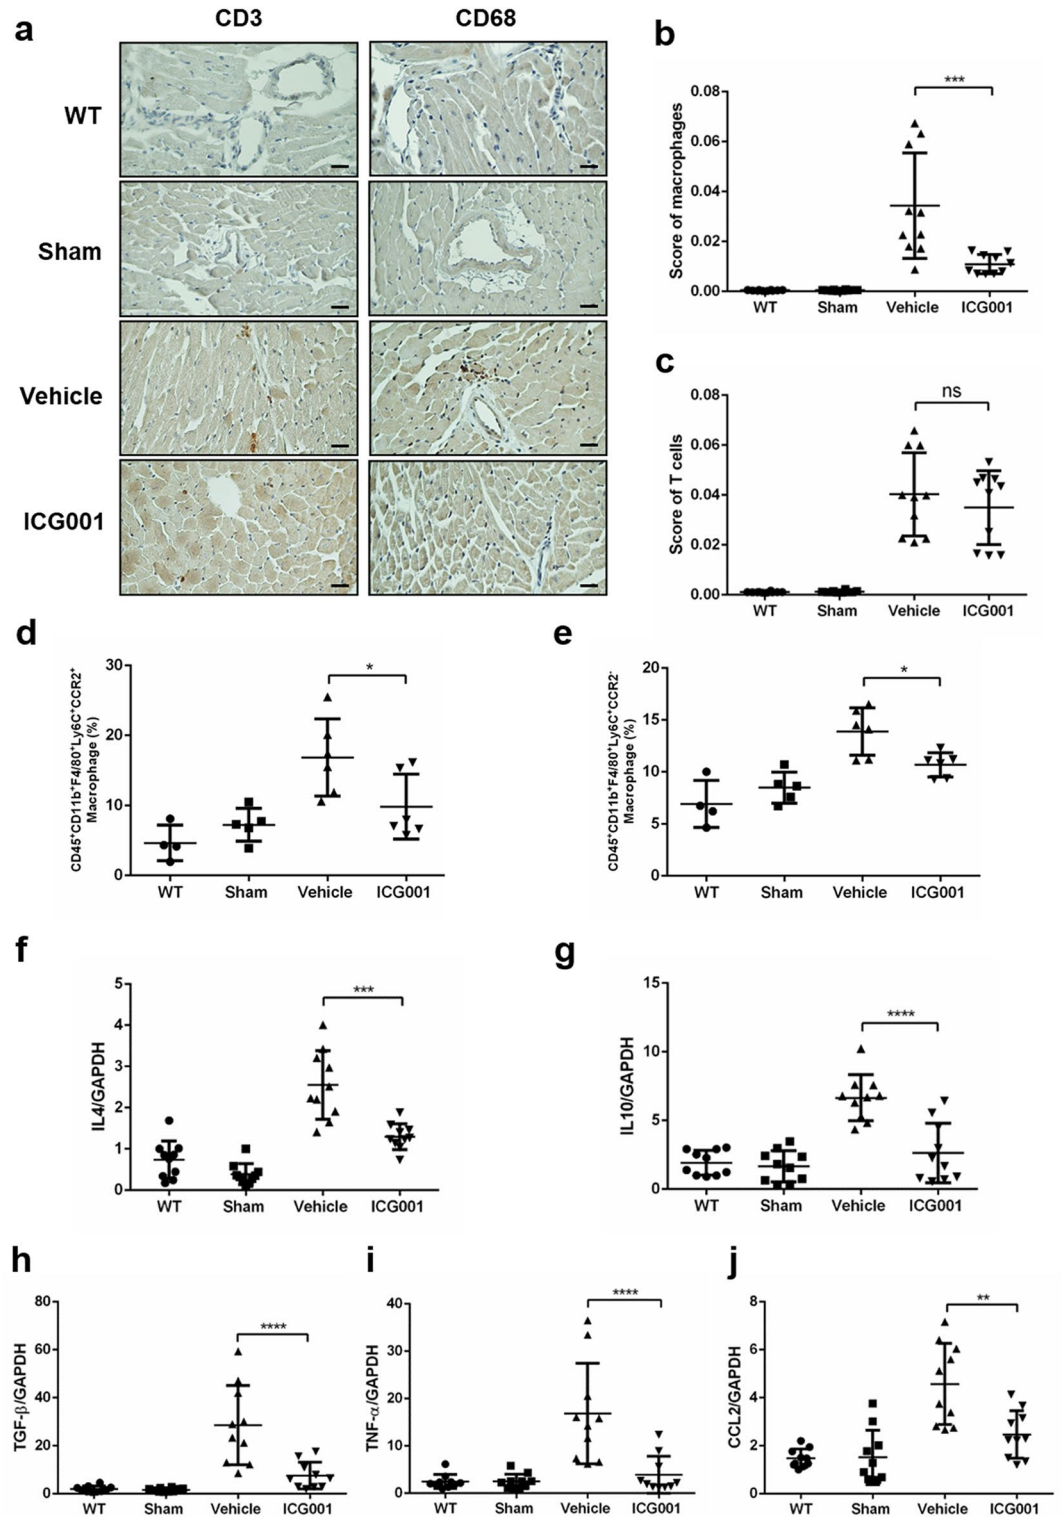 a
CD3
CD68
WT
Sham
Vehicle
ICG001
b
Score of macrophages
0.08
0.06
0.04
0.02
0.00
***
WT Sham Vehicle ICG001
c
Score of T cells
0.08
0.06
0.04
0.02
0.00
ns
WT Sham Vehicle ICG001
d
CD45⁺CD11b⁺F4/80⁺Ly6C⁺CCR2⁺
Macrophage (%)
30
20
10
0
*
WT Sham Vehicle ICG001
e
CD45⁺CD11b⁺F4/80⁺Ly6C⁺CCR2⁻
Macrophage (%)
20
15
10
5
0
*
WT Sham Vehicle ICG001
f
IL4/GAPDH
5
4
3
2
1
0
***
WT Sham Vehicle ICG001
g
IL10/GAPDH
15
10
5
0
****
WT Sham Vehicle ICG001
h
TGF-β/GAPDH
80
60
40
20
0
****
WT Sham Vehicle ICG001
i
TNF-α/GAPDH
40
30
20
10
0
****
WT Sham Vehicle ICG001
j
CCL2/GAPDH
8
6
4
2
0
**
WT Sham Vehicle ICG001